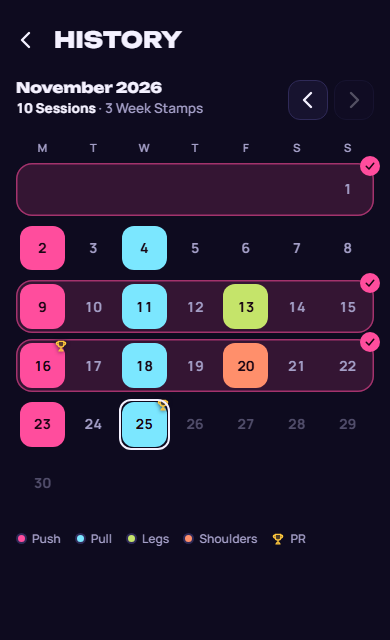 HISTORY
November 2026
10 Sessions · 3 Week Stamps
M T W T F S S
1
2 3 4 5 6 7 8
9 10 11 12 13 14 15
16 17 18 19 20 21 22
23 24 25 26 27 28 29
30
Push Pull Legs Shoulders PR